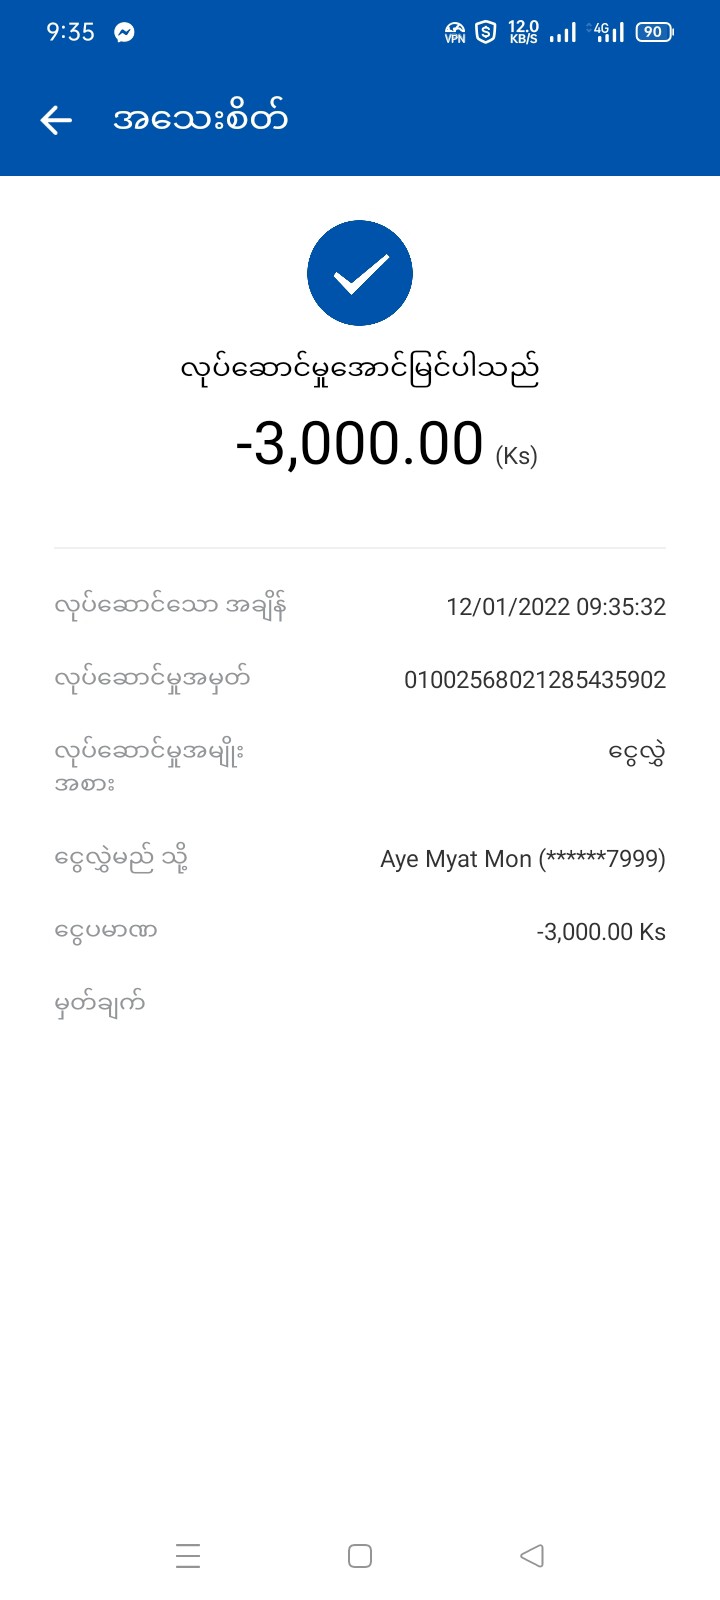 9:35
VPN 12.0 KB/S 4G 90
အသေးစိတ်
လုပ်ဆောင်မှုအောင်မြင်ပါသည်
-3,000.00 (Ks)
လုပ်ဆောင်သော အချိန် 12/01/2022 09:35:32
လုပ်ဆောင်မှုအမှတ် 01002568021285435902
လုပ်ဆောင်မှုအမျိုး ငွေလွှဲ
အစား
ငွေလွှဲမည် သို့ Aye Myat Mon (******7999)
ငွေပမာဏ -3,000.00 Ks
မှတ်ချက်